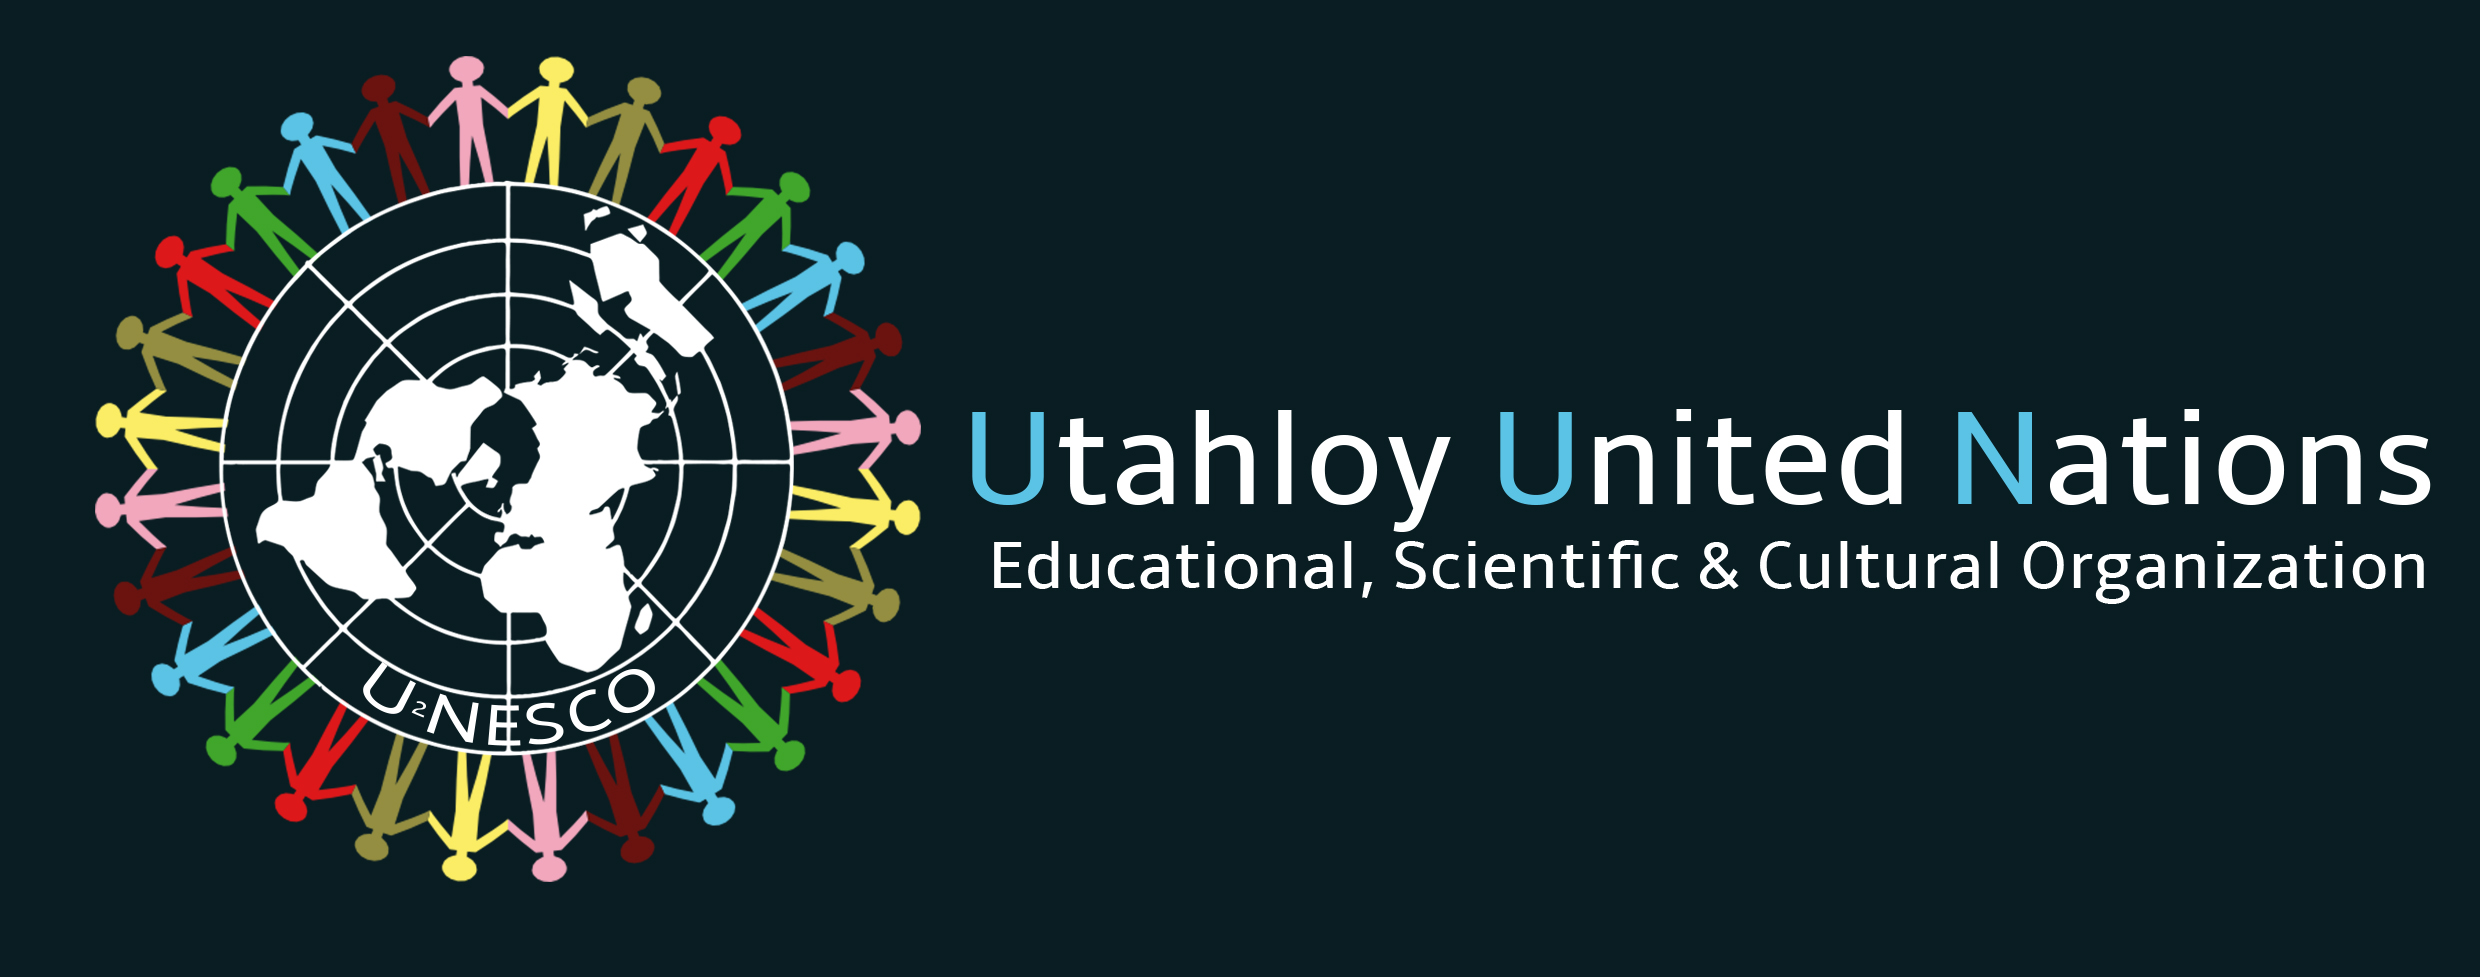 U2NESCO
Utahloy United Nations
Educational, Scientific & Cultural Organization